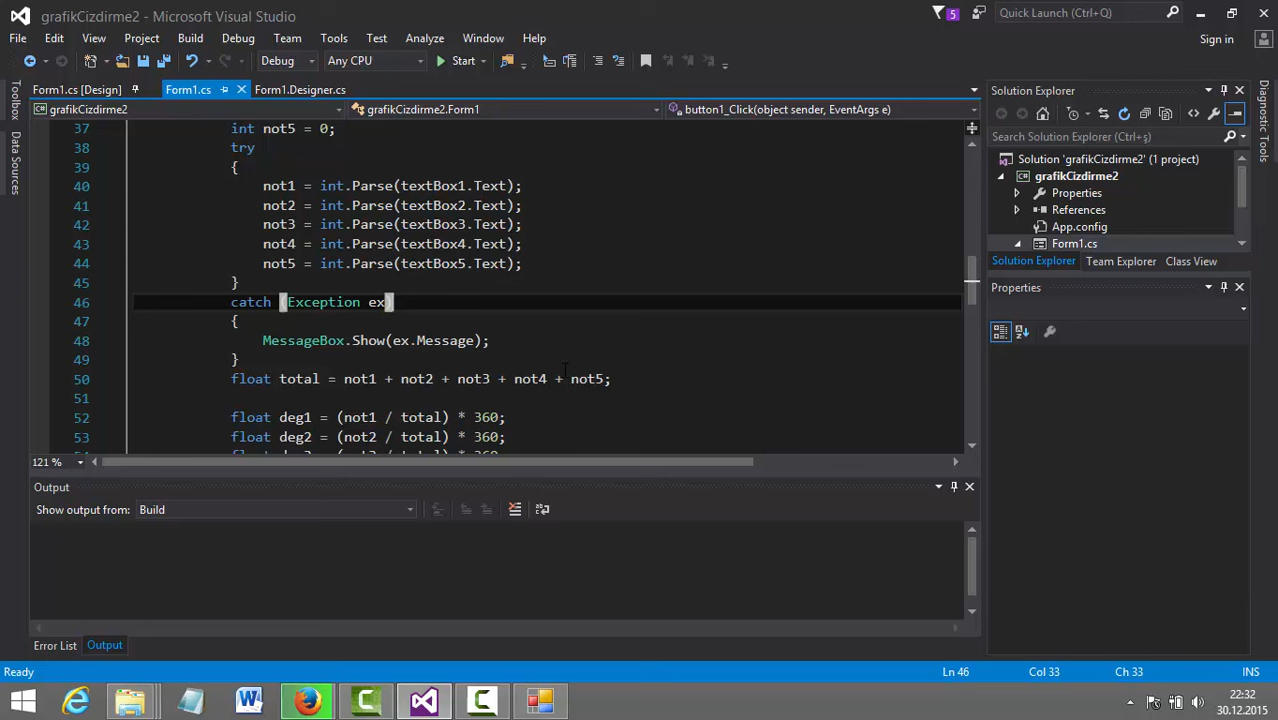 grafikCizdirme2 - Microsoft Visual Studio
5
Quick Launch (Ctrl+Q)
File Edit View Project Build Debug Team Tools Test Analyze Window Help
Sign in
Debug Any CPU Start
Form1.cs [Design] Form1.cs Form1.Designer.cs
grafikCizdirme2 grafikCizdirme2.Form1 button1_Click(object sender, EventArgs e)
Toolbox
Data Sources
37 int not5 = 0;
38 try
39 {
40 not1 = int.Parse(textBox1.Text);
41 not2 = int.Parse(textBox2.Text);
42 not3 = int.Parse(textBox3.Text);
43 not4 = int.Parse(textBox4.Text);
44 not5 = int.Parse(textBox5.Text);
45 }
46 catch (Exception ex)
47 {
48 MessageBox.Show(ex.Message);
49 }
50 float total = not1 + not2 + not3 + not4 + not5;
51
52 float deg1 = (not1 / total) * 360;
53 float deg2 = (not2 / total) * 360;
121 %
Output
Show output from: Build
Error List Output
Solution Explorer
Search Solution Explorer (Ctrl+ş)
Solution 'grafikCizdirme2' (1 project)
grafikCizdirme2
Properties
References
App.config
Form1.cs
Solution Explorer Team Explorer Class View
Properties
Diagnostic Tools
Ready Ln 46 Col 33 Ch 33 INS
22:32
30.12.2015